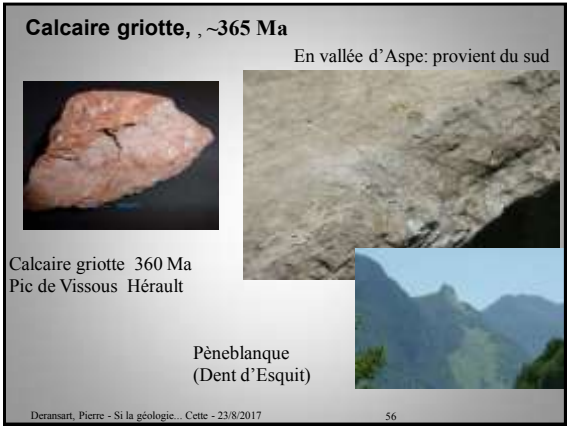 Calcaire griotte, , ~365 Ma
En vallée d’Aspe: provient du sud
Calcaire griotte 360 Ma
Pic de Vissous Hérault
Pèneblanque
(Dent d’Esquit)
Deransart, Pierre - Si la géologie... Cette - 23/8/2017 56